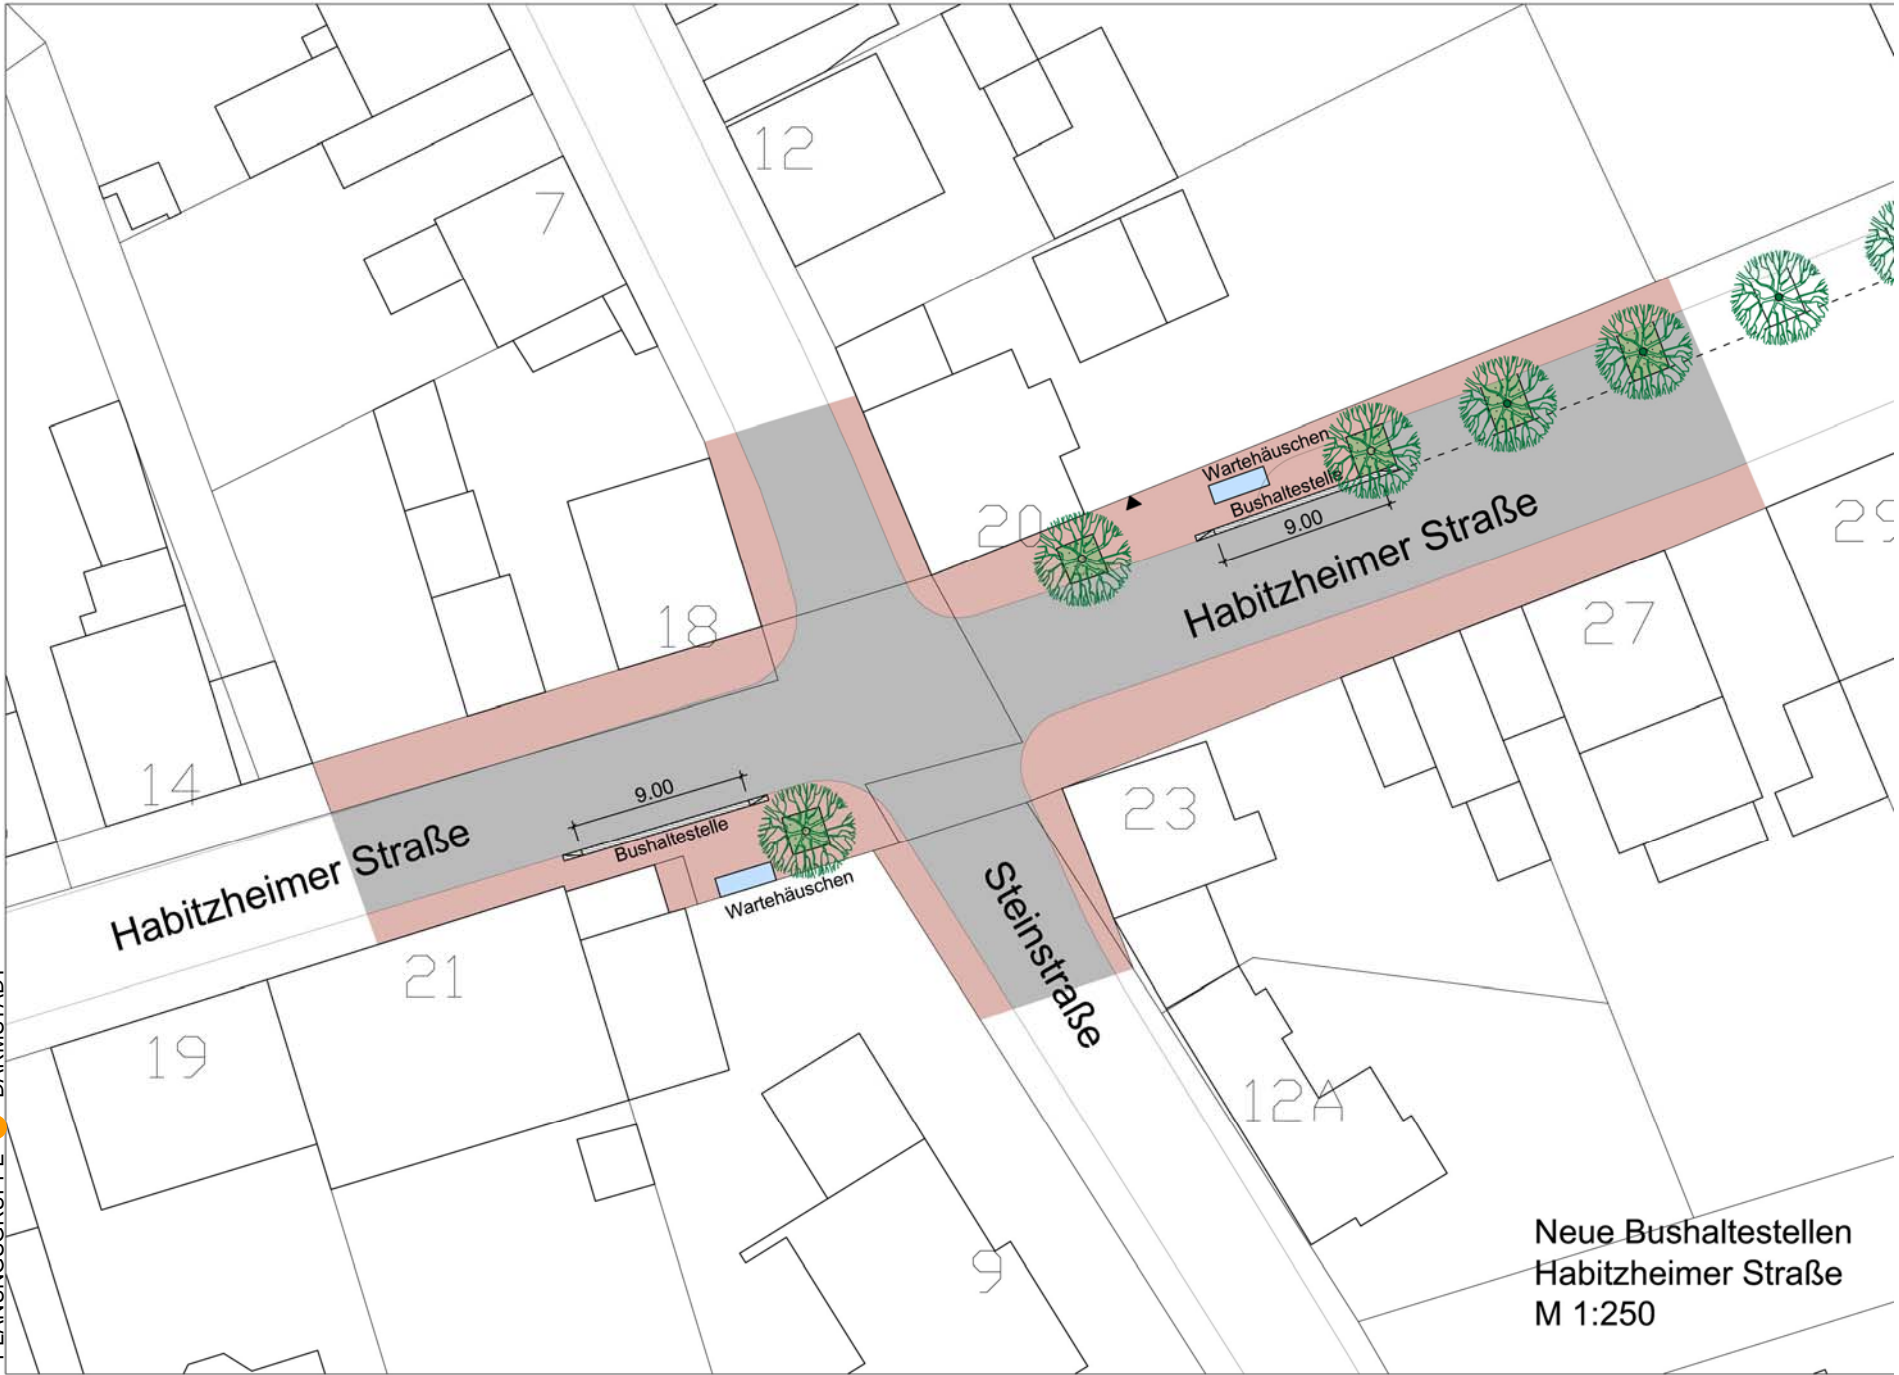 12
7
Wartehäuschen
Bushaltestelle
9.00
20
Habitzheimer Straße
29
27
18
14
9.00
Bushaltestelle
Wartehäuschen
23
Habitzheimer Straße
Steinstraße
21
19
12A
9
Neue Bushaltestellen
Habitzheimer Straße
M 1:250